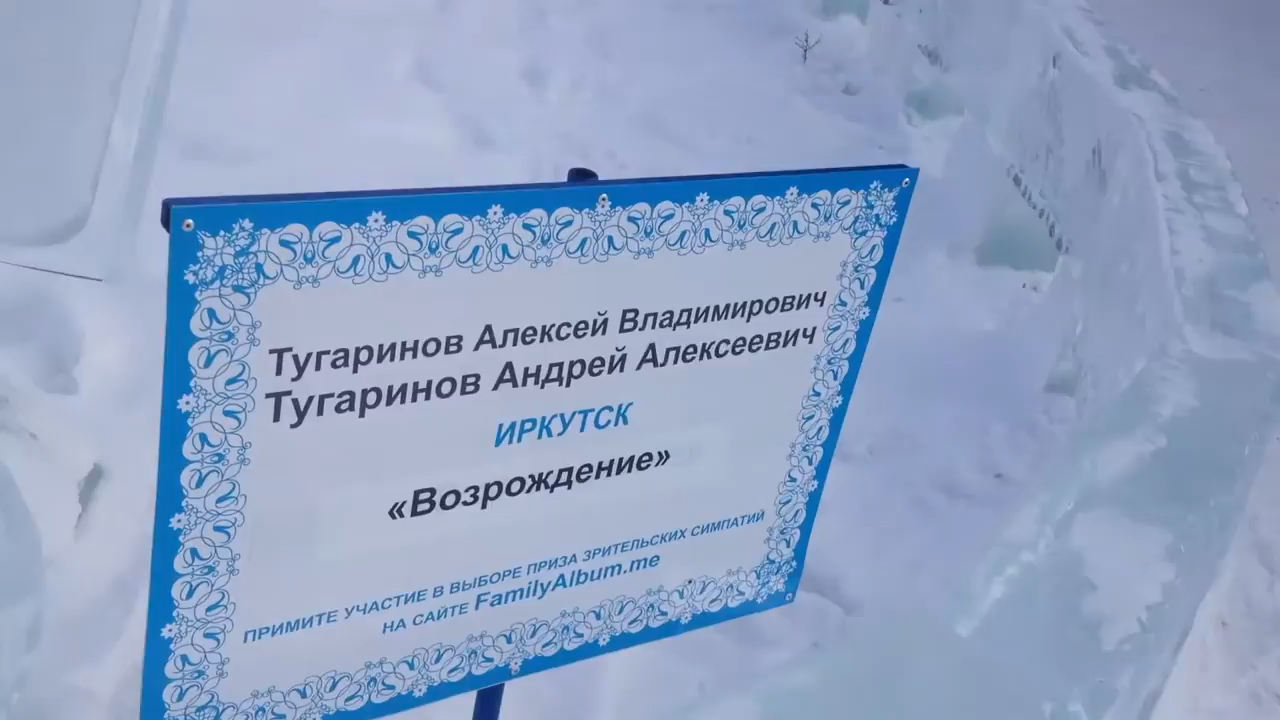 Тугаринов Алексей Владимирович
Тугаринов Андрей Алексеевич
ИРКУТСК
«Возрождение»
ПРИМИТЕ УЧАСТИЕ В ВЫБОРЕ ПРИЗА ЗРИТЕЛЬСКИХ СИМПАТИЙ
НА САЙТЕ FamilyAlbum.me